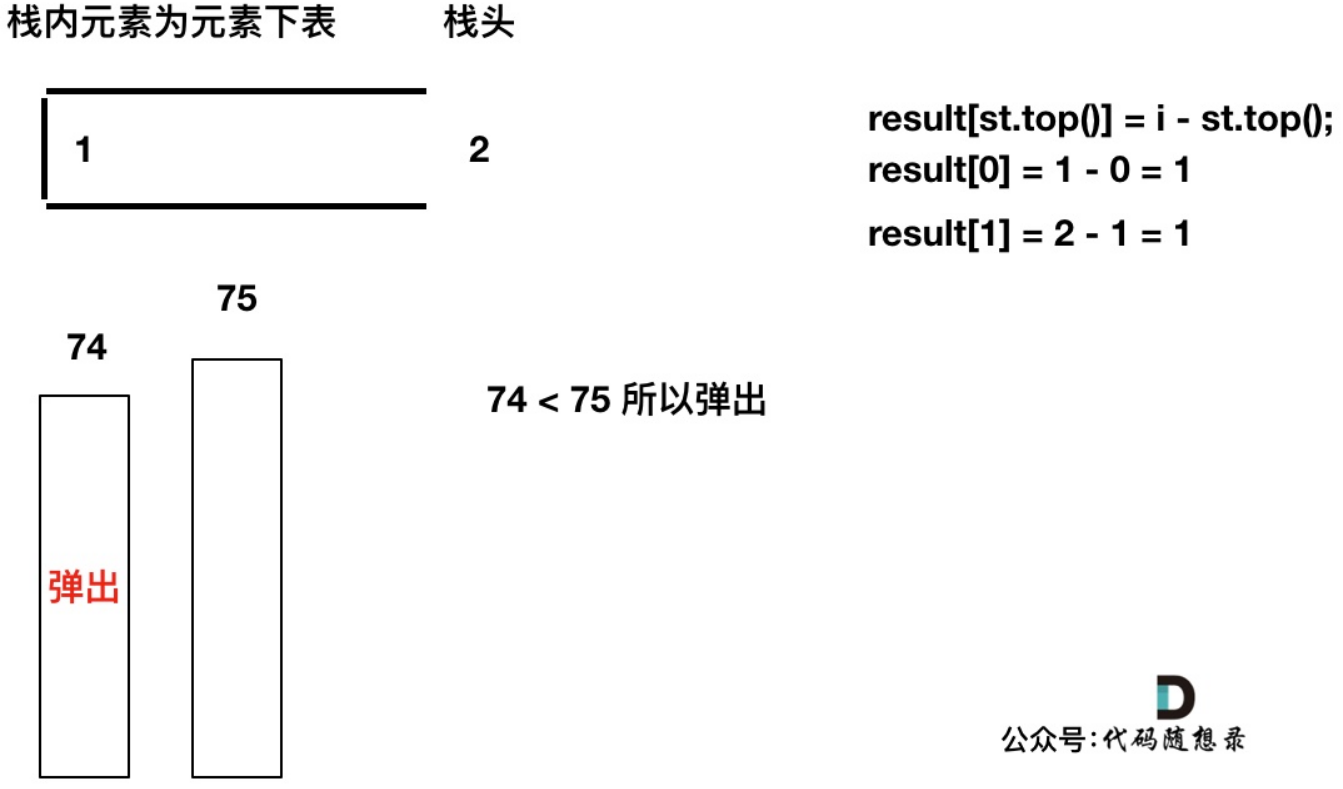 栈内元素为元素下表 栈头
1 2
result[st.top()] = i - st.top();
result[0] = 1 - 0 = 1
result[1] = 2 - 1 = 1
75
74
74 < 75 所以弹出
弹出
公众号:代码随想录